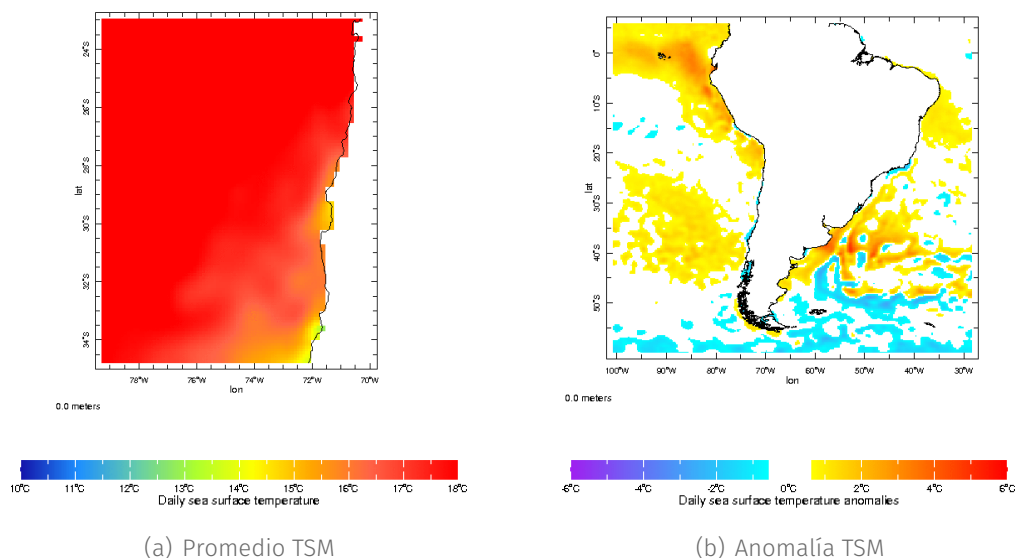 24°S
26°S
28°S
lat
30°S
32°S
34°S
78°W 76°W 74°W 72°W 70°W
lon
0.0 meters
10°C 11°C 12°C 13°C 14°C 15°C 16°C 17°C 18°C
Daily sea surface temperature
(a) Promedio TSM
0°
10°S
20°S
lat
30°S
40°S
50°S
100°W 90°W 80°W 70°W 60°W 50°W 40°W 30°W
lon
0.0 meters
-6°C -4°C -2°C 0°C 2°C 4°C 6°C
Daily sea surface temperature anomalies
(b) Anomalía TSM